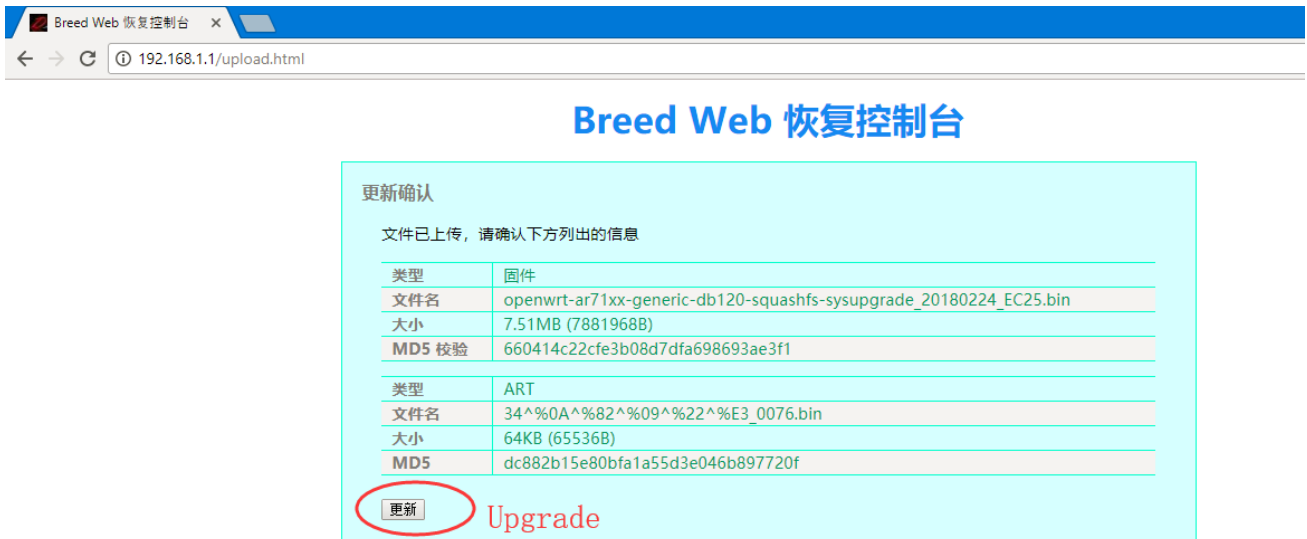 Breed Web 恢复控制台
192.168.1.1/upload.html
Breed Web 恢复控制台
更新确认
文件已上传，请确认下方列出的信息
类型 固件
文件名 openwrt-ar71xx-generic-db120-squashfs-sysupgrade_20180224_EC25.bin
大小 7.51MB (7881968B)
MD5 校验 660414c22cfe3b08d7dfa698693ae3f1
类型 ART
文件名 34^%0A^%82^%09^%22^%E3_0076.bin
大小 64KB (65536B)
MD5 dc882b15e80bfa1a55d3e046b897720f
更新 Upgrade